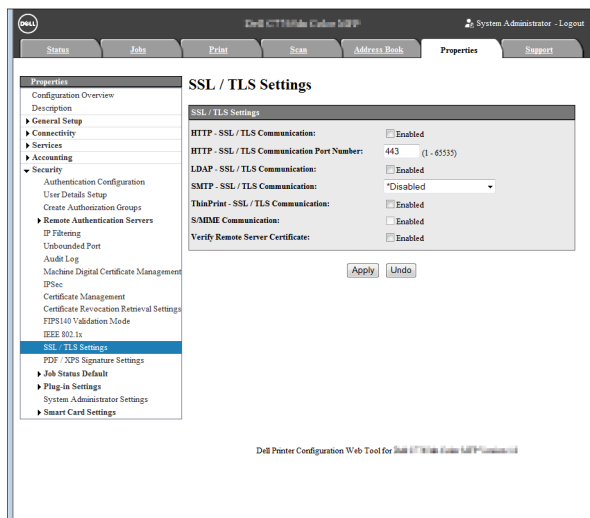 DELL
System Administrator - Logout
Status
Jobs
Print
Scan
Address Book
Properties
Support
Properties
Configuration Overview
Description
General Setup
Connectivity
Services
Accounting
Security
Authentication Configuration
User Details Setup
Create Authorization Groups
Remote Authentication Servers
IP Filtering
Unbounded Port
Audit Log
Machine Digital Certificate Management
IPSec
Certificate Management
Certificate Revocation Retrieval Settings
FIPS140 Validation Mode
IEEE 802.1x
SSL / TLS Settings
PDF / XPS Signature Settings
Job Status Default
Plug-in Settings
System Administrator Settings
Smart Card Settings
SSL / TLS Settings
SSL / TLS Settings
HTTP - SSL / TLS Communication: Enabled
HTTP - SSL / TLS Communication Port Number: 443 (1 - 65535)
LDAP - SSL / TLS Communication: Enabled
SMTP - SSL / TLS Communication: *Disabled
ThinPrint - SSL / TLS Communication: Enabled
S/MIME Communication: Enabled
Verify Remote Server Certificate: Enabled
Apply Undo
Dell Printer Configuration Web Tool for